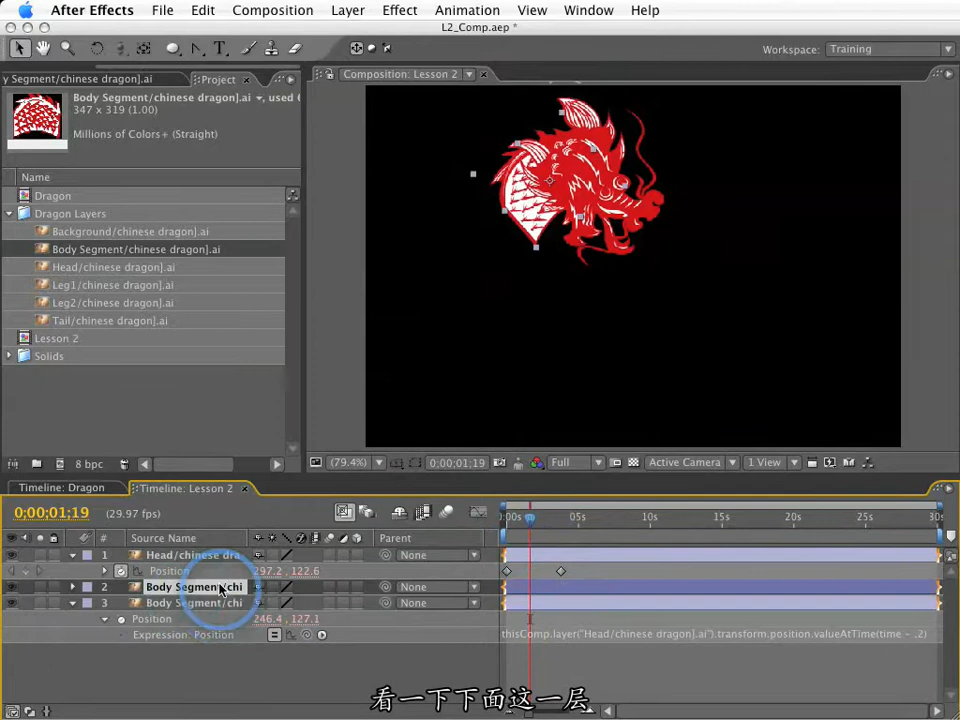 After Effects File Edit Composition Layer Effect Animation View Window Help
L2_Comp.aep *
Workspace: Training
y Segment/chinese dragon].ai Project
Composition: Lesson 2
Body Segment/chinese dragon].ai , used 6
347 x 319 (1.00)
Millions of Colors+ (Straight)
Name
Dragon
Dragon Layers
Background/chinese dragon].ai
Body Segment/chinese dragon].ai
Head/chinese dragon].ai
Leg1/chinese dragon].ai
Leg2/chinese dragon].ai
Tail/chinese dragon].ai
Lesson 2
Solids
8 bpc
(79.4%) 0;00;01;19 Full Active Camera 1 View
Timeline: Dragon Timeline: Lesson 2
0;00;01;19 (29.97 fps)
:00s 05s 10s 15s 20s 25s 30s
# Source Name Parent
1 Head/chinese dra None
Position 297.2, 122.6
2 Body Segment/chi None
3 Body Segment/chi None
Position 246.4, 127.1
Expression: Position thisComp.layer("Head/chinese dragon].ai").transform.position.valueAtTime(time - .2)
看一下下面这一层